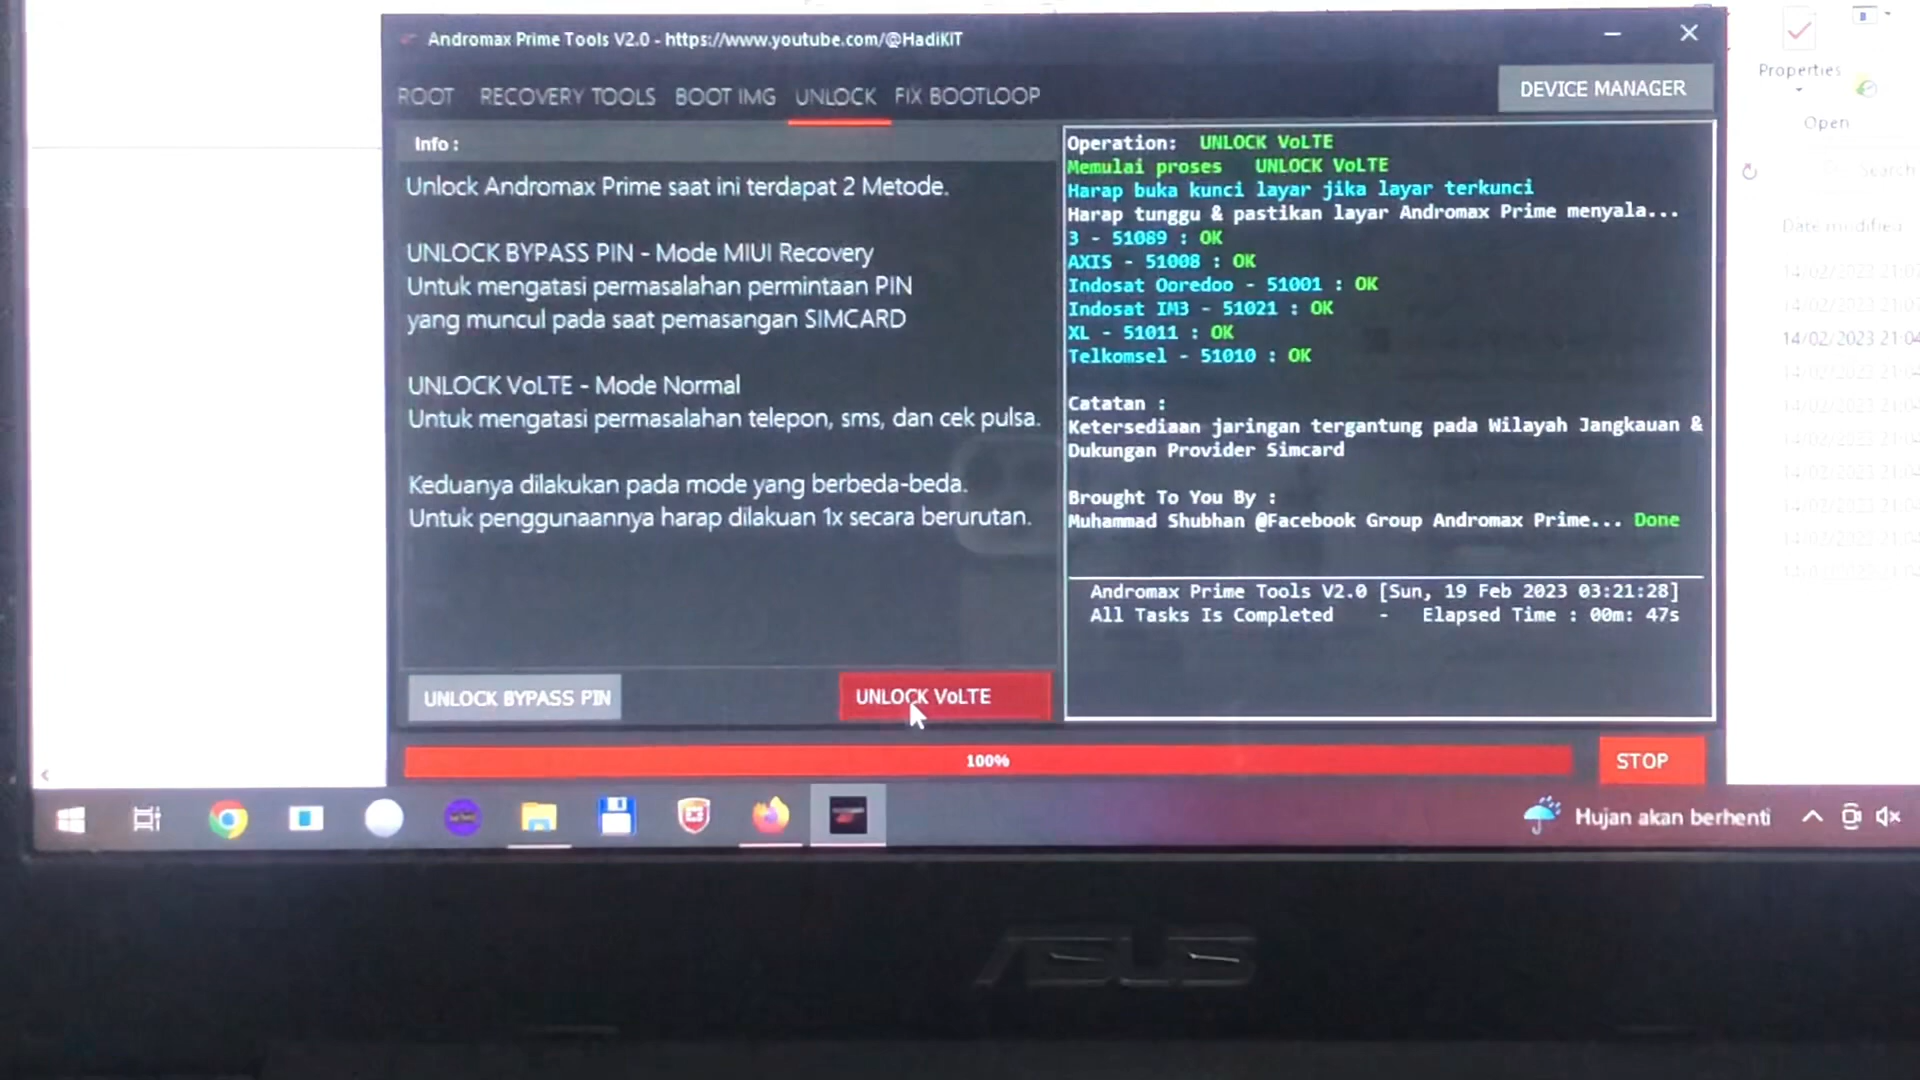 Andromax Prime Tools V2.0 - https://www.youtube.com/@HadiKIT
ROOT RECOVERY TOOLS BOOT IMG UNLOCK FIX BOOTLOOP
DEVICE MANAGER
Info :
Unlock Andromax Prime saat ini terdapat 2 Metode.
UNLOCK BYPASS PIN - Mode MIUI Recovery
Untuk mengatasi permasalahan permintaan PIN
yang muncul pada saat pemasangan SIMCARD
UNLOCK VoLTE - Mode Normal
Untuk mengatasi permasalahan telepon, sms, dan cek pulsa.
Keduanya dilakukan pada mode yang berbeda-beda.
Untuk penggunaannya harap dilakuan 1x secara berurutan.
UNLOCK BYPASS PIN
UNLOCK VoLTE
Operation: UNLOCK VoLTE
Memulai proses UNLOCK VoLTE
Harap buka kunci layar jika layar terkunci
Harap tunggu & pastikan layar Andromax Prime menyala...
3 - 51089 : OK
AXIS - 51008 : OK
Indosat Ooredoo - 51001 : OK
Indosat IM3 - 51021 : OK
XL - 51011 : OK
Telkomsel - 51010 : OK
Catatan :
Ketersediaan jaringan tergantung pada Wilayah Jangkauan &
Dukungan Provider Simcard
Brought To You By :
Muhammad Shubhan @Facebook Group Andromax Prime... Done
Andromax Prime Tools V2.0 [Sun, 19 Feb 2023 03:21:28]
All Tasks Is Completed - Elapsed Time : 00m: 47s
100%
STOP
Properties
Open
Search
Date modified
14/02/2023 21:04
Hujan akan berhenti
ASUS